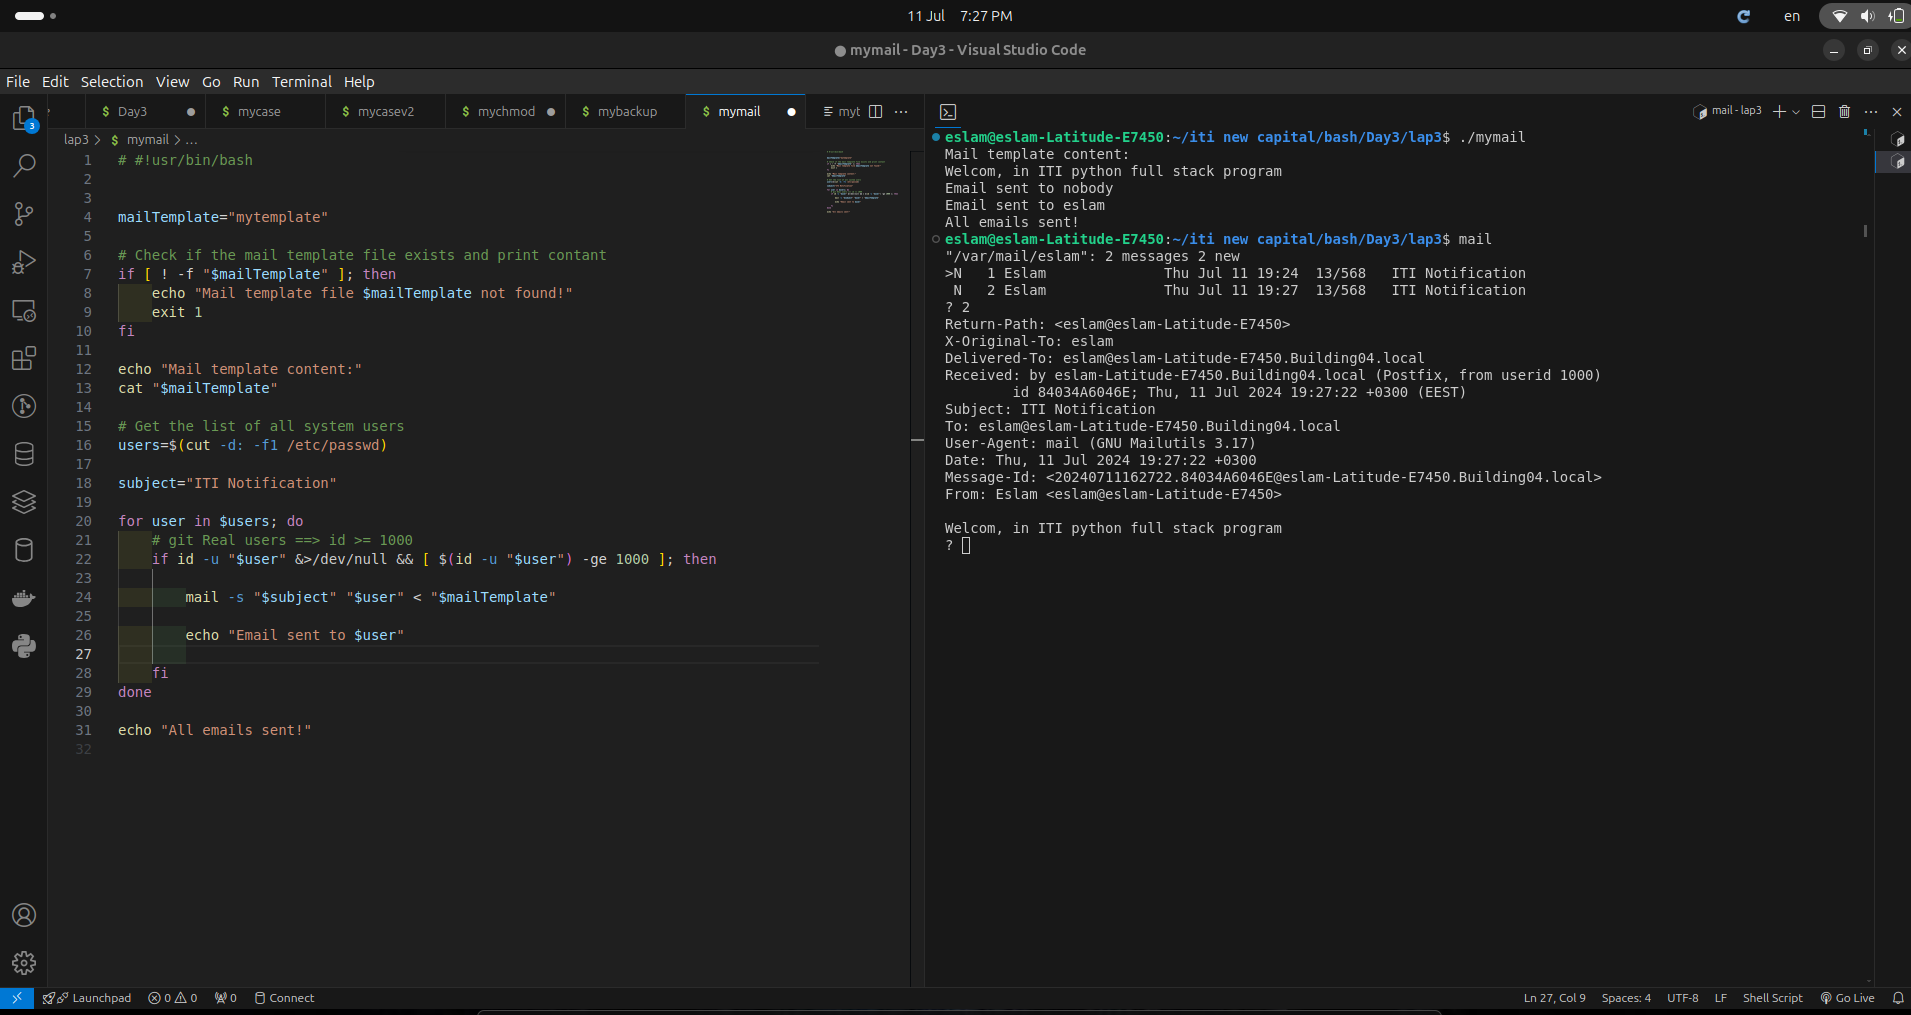 11 Jul 7:27 PM
en
mymail - Day3 - Visual Studio Code
File Edit Selection View Go Run Terminal Help
$ Day3 $ mycase $ mycasev2 $ mychmod $ mybackup $ mymail myt
mail - lap3
3
lap3 > $ mymail > ...
1 # #!usr/bin/bash
2
3
4 mailTemplate="mytemplate"
5
6 # Check if the mail template file exists and print contant
7 if [ ! -f "$mailTemplate" ]; then
8     echo "Mail template file $mailTemplate not found!"
9     exit 1
10 fi
11
12 echo "Mail template content:"
13 cat "$mailTemplate"
14
15 # Get the list of all system users
16 users=$(cut -d: -f1 /etc/passwd)
17
18 subject="ITI Notification"
19
20 for user in $users; do
21     # git Real users ==> id >= 1000
22     if id -u "$user" &>/dev/null && [ $(id -u "$user") -ge 1000 ]; then
23
24         mail -s "$subject" "$user" < "$mailTemplate"
25
26         echo "Email sent to $user"
27
28     fi
29 done
30
31 echo "All emails sent!"
32
eslam@eslam-Latitude-E7450:~/iti new capital/bash/Day3/lap3$ ./mymail
Mail template content:
Welcom, in ITI python full stack program
Email sent to nobody
Email sent to eslam
All emails sent!
eslam@eslam-Latitude-E7450:~/iti new capital/bash/Day3/lap3$ mail
"/var/mail/eslam": 2 messages 2 new
>N   1 Eslam              Thu Jul 11 19:24  13/568   ITI Notification
 N   2 Eslam              Thu Jul 11 19:27  13/568   ITI Notification
? 2
Return-Path: <eslam@eslam-Latitude-E7450>
X-Original-To: eslam
Delivered-To: eslam@eslam-Latitude-E7450.Building04.local
Received: by eslam-Latitude-E7450.Building04.local (Postfix, from userid 1000)
        id 84034A6046E; Thu, 11 Jul 2024 19:27:22 +0300 (EEST)
Subject: ITI Notification
To: eslam@eslam-Latitude-E7450.Building04.local
User-Agent: mail (GNU Mailutils 3.17)
Date: Thu, 11 Jul 2024 19:27:22 +0300
Message-Id: <20240711162722.84034A6046E@eslam-Latitude-E7450.Building04.local>
From: Eslam <eslam@eslam-Latitude-E7450>

Welcom, in ITI python full stack program
?
Launchpad 0 0 0 Connect
Ln 27, Col 9 Spaces: 4 UTF-8 LF Shell Script Go Live